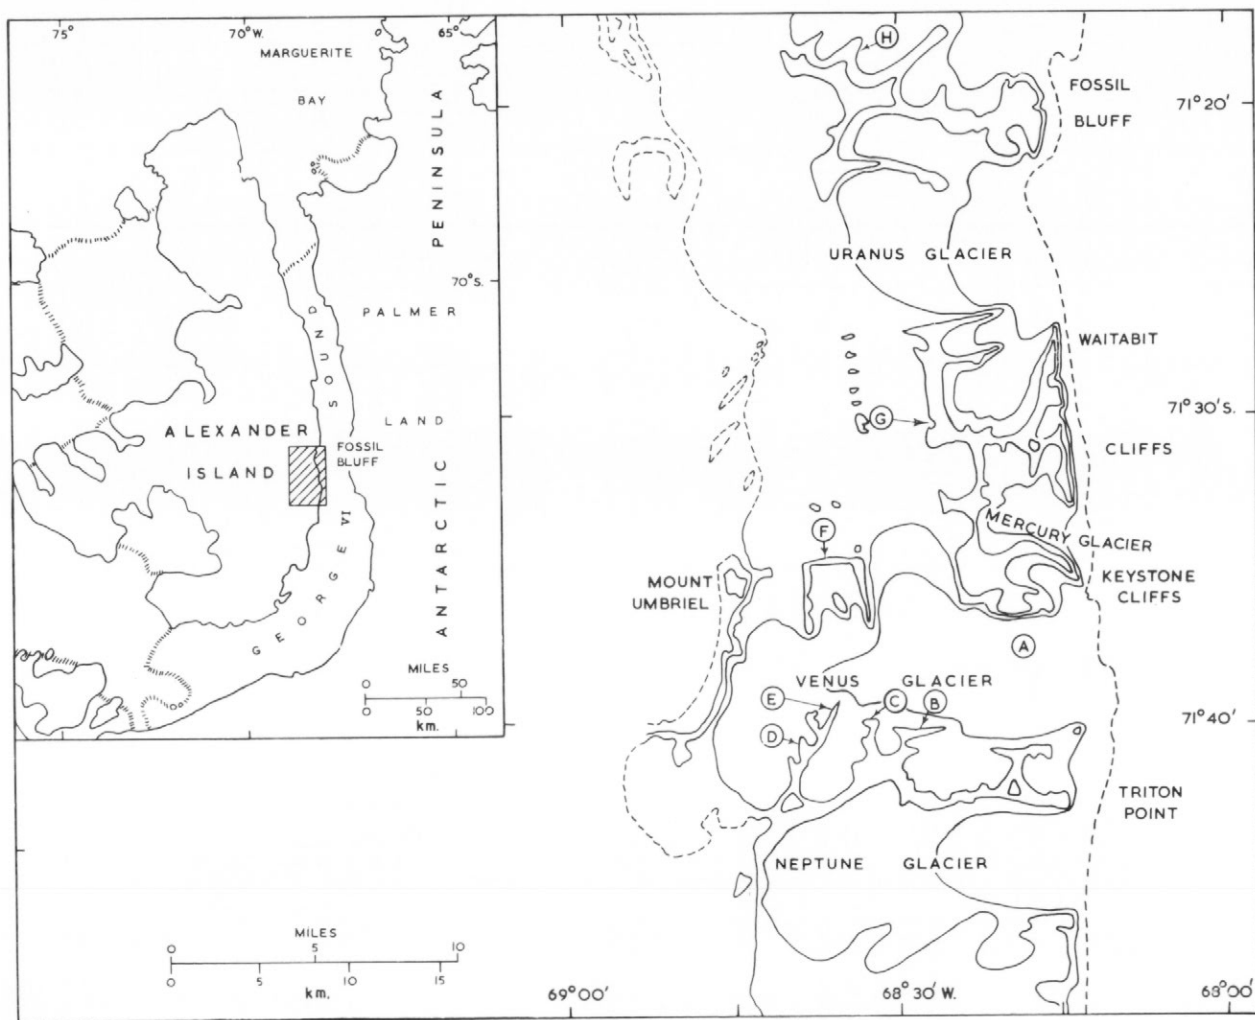 75°
70°W.
65°
MARGUERITE
BAY
ANTARCTIC PENINSULA
70°S.
PALMER
LAND
GEORGE VI SOUND
ALEXANDER
ISLAND
FOSSIL
BLUFF
MILES
0 50
0 50 100
km.
H
FOSSIL
BLUFF
71°20'
URANUS GLACIER
WAITABIT
CLIFFS
G
71°30'S.
MERCURY GLACIER
F
MOUNT
UMBRIEL
KEYSTONE
CLIFFS
A
VENUS GLACIER
E
C
B
D
71°40'
TRITON
POINT
NEPTUNE GLACIER
MILES
0 5 10
0 5 10 15
km.
69°00'
68°30'W.
68°00'